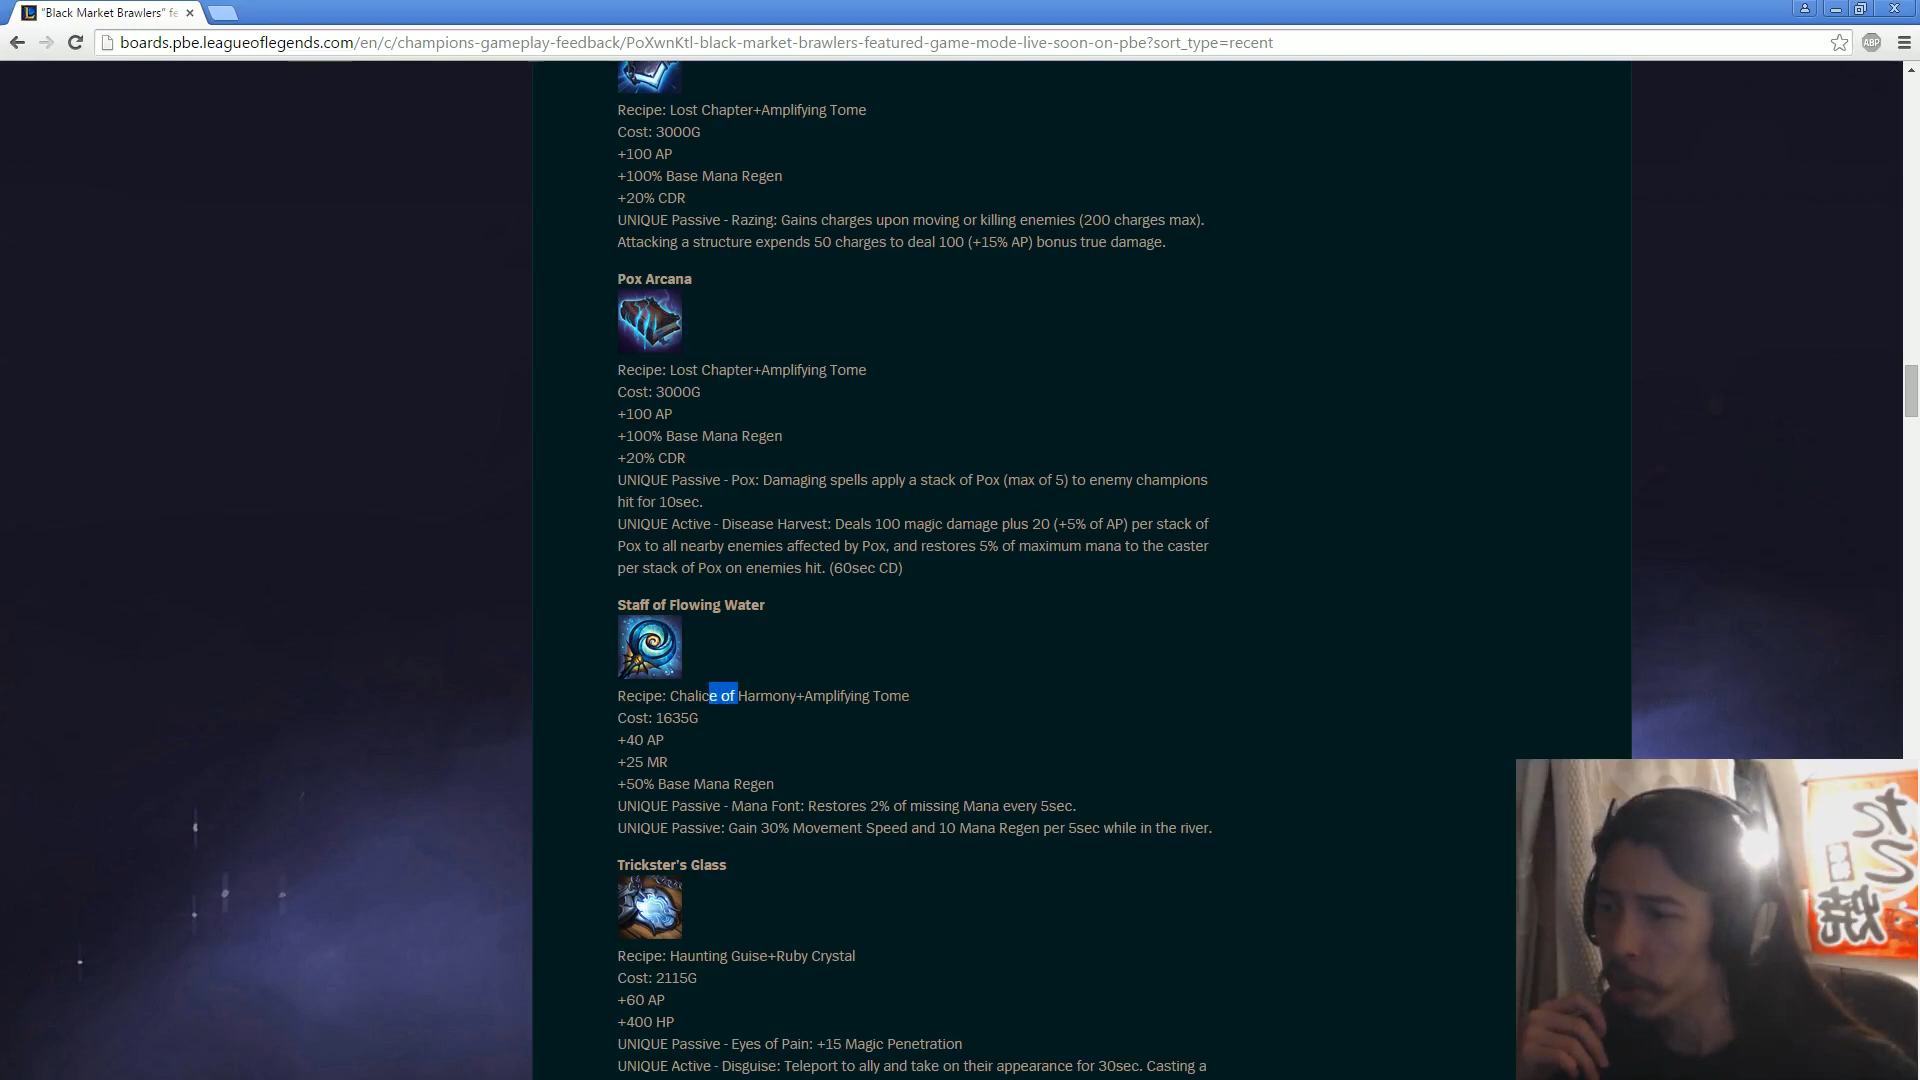 "Black Market Brawlers" fe
boards.pbe.leagueoflegends.com/en/c/champions-gameplay-feedback/PoXwnKtl-black-market-brawlers-featured-game-mode-live-soon-on-pbe?sort_type=recent
ABP
Recipe: Lost Chapter+Amplifying Tome
Cost: 3000G
+100 AP
+100% Base Mana Regen
+20% CDR
UNIQUE Passive - Razing: Gains charges upon moving or killing enemies (200 charges max).
Attacking a structure expends 50 charges to deal 100 (+15% AP) bonus true damage.
Pox Arcana
Recipe: Lost Chapter+Amplifying Tome
Cost: 3000G
+100 AP
+100% Base Mana Regen
+20% CDR
UNIQUE Passive - Pox: Damaging spells apply a stack of Pox (max of 5) to enemy champions
hit for 10sec.
UNIQUE Active - Disease Harvest: Deals 100 magic damage plus 20 (+5% of AP) per stack of
Pox to all nearby enemies affected by Pox, and restores 5% of maximum mana to the caster
per stack of Pox on enemies hit. (60sec CD)
Staff of Flowing Water
Recipe: Chalice of Harmony+Amplifying Tome
Cost: 1635G
+40 AP
+25 MR
+50% Base Mana Regen
UNIQUE Passive - Mana Font: Restores 2% of missing Mana every 5sec.
UNIQUE Passive: Gain 30% Movement Speed and 10 Mana Regen per 5sec while in the river.
Trickster's Glass
Recipe: Haunting Guise+Ruby Crystal
Cost: 2115G
+60 AP
+400 HP
UNIQUE Passive - Eyes of Pain: +15 Magic Penetration
UNIQUE Active - Disguise: Teleport to ally and take on their appearance for 30sec. Casting a
たこ焼